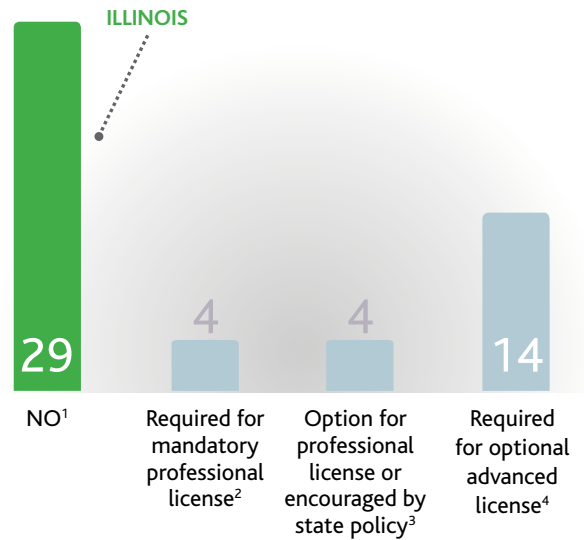 ILLINOIS
29
4
4
14
NO¹
Required for
mandatory
professional
license²
Option for
professional
license or
encouraged by
state policy³
Required
for optional
advanced
license⁴